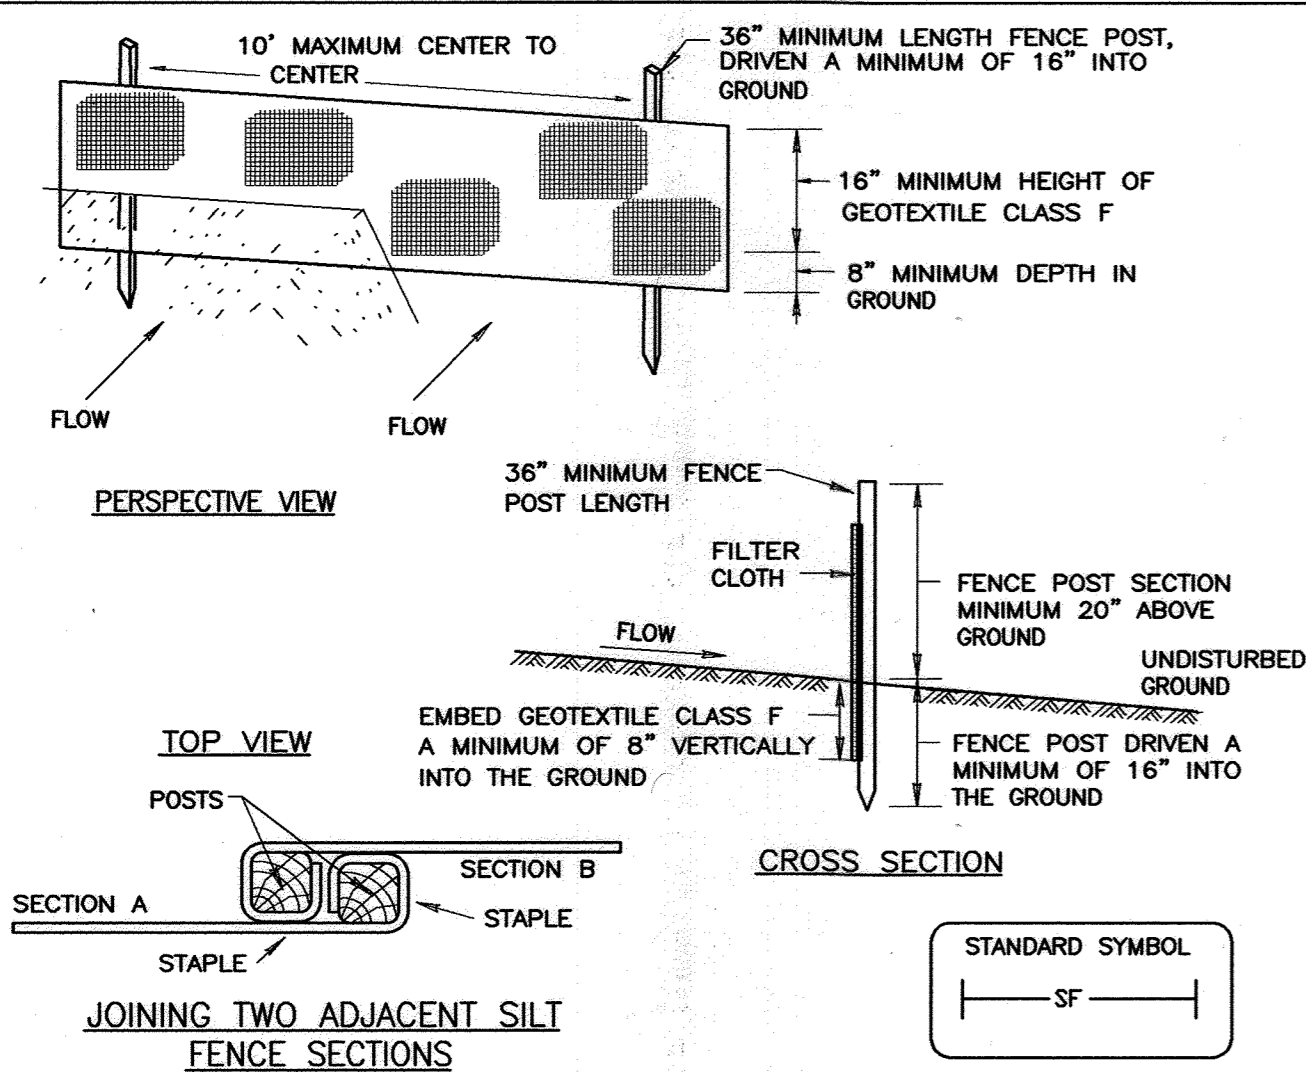 10' MAXIMUM CENTER TO
CENTER
36" MINIMUM LENGTH FENCE POST,
DRIVEN A MINIMUM OF 16" INTO
GROUND
16" MINIMUM HEIGHT OF
GEOTEXTILE CLASS F
8" MINIMUM DEPTH IN
GROUND
FLOW
FLOW
PERSPECTIVE VIEW
36" MINIMUM FENCE
POST LENGTH
FILTER
CLOTH
FENCE POST SECTION
MINIMUM 20" ABOVE
GROUND
FLOW
UNDISTURBED
GROUND
EMBED GEOTEXTILE CLASS F
A MINIMUM OF 8" VERTICALLY
INTO THE GROUND
FENCE POST DRIVEN A
MINIMUM OF 16" INTO
THE GROUND
CROSS SECTION
TOP VIEW
POSTS
SECTION B
SECTION A
STAPLE
STAPLE
JOINING TWO ADJACENT SILT
FENCE SECTIONS
STANDARD SYMBOL
SF